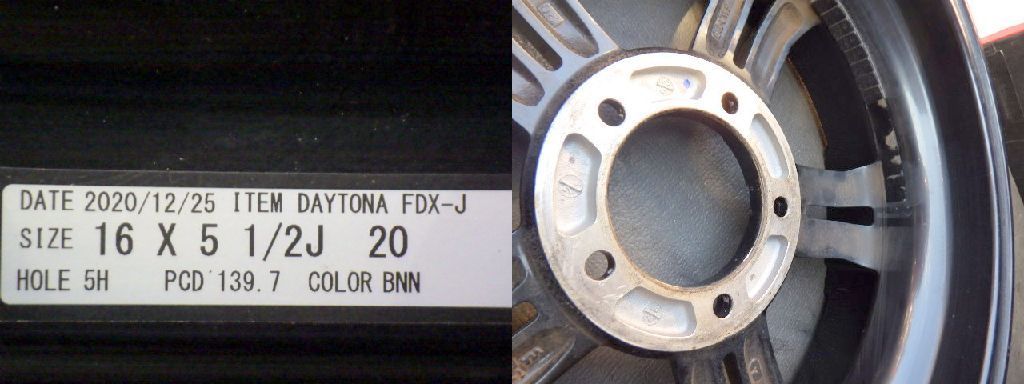 DATE 2020/12/25 ITEM DAYTONA FDX-J
SIZE 16 X 5 1/2J 20
HOLE 5H PCD 139.7 COLOR BNN